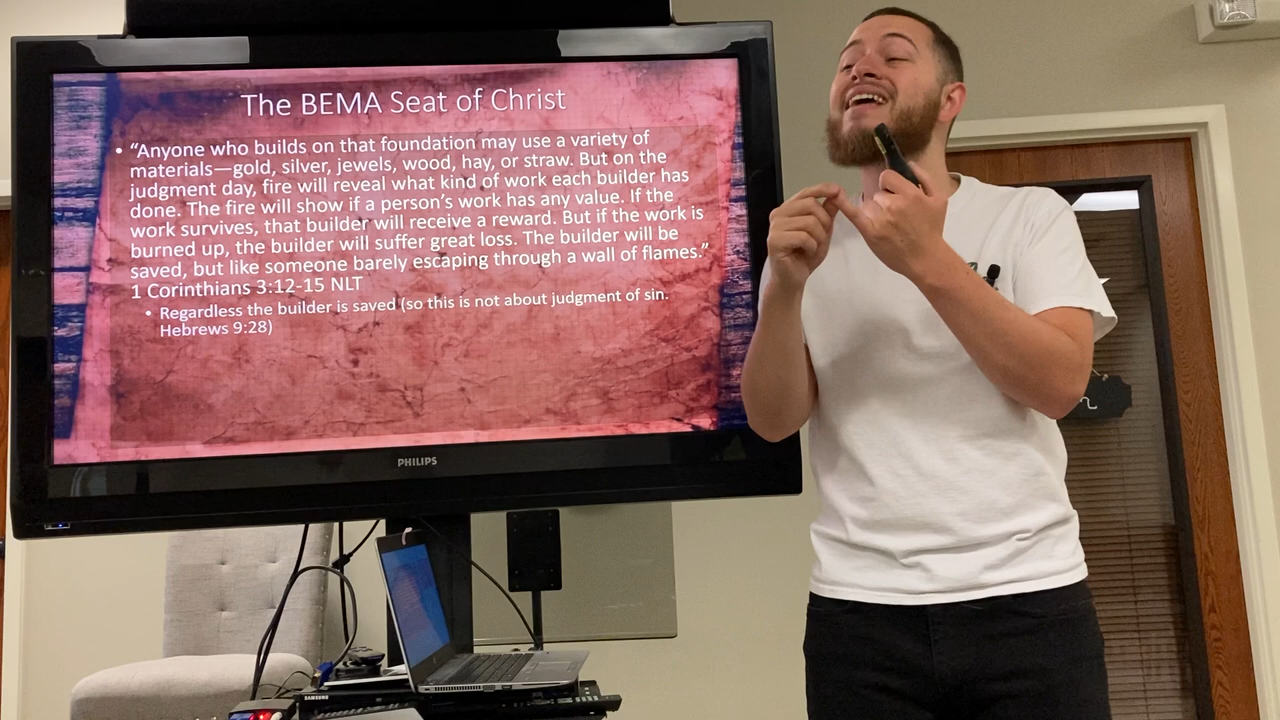 The BEMA Seat of Christ
• “Anyone who builds on that foundation may use a variety of
materials—gold, silver, jewels, wood, hay, or straw. But on the
judgment day, fire will reveal what kind of work each builder has
done. The fire will show if a person’s work has any value. If the
work survives, that builder will receive a reward. But if the work is
burned up, the builder will suffer great loss. The builder will be
saved, but like someone barely escaping through a wall of flames.”
1 Corinthians 3:12-15 NLT
• Regardless the builder is saved (so this is not about judgment of sin.
Hebrews 9:28)
PHILIPS
SAMSUNG